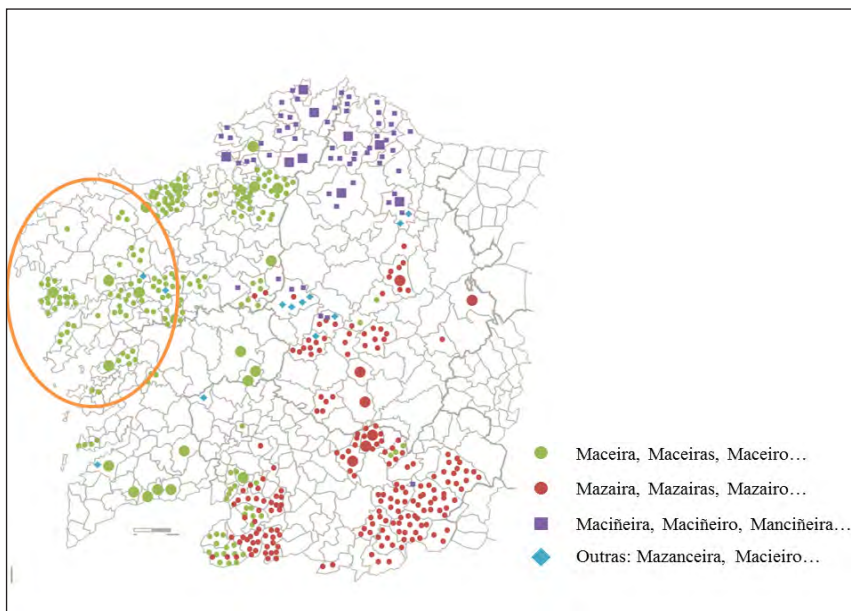 Maceira, Maceiras, Maceiro…
Mazaira, Mazairas, Mazairo…
Maciñeira, Maciñeiro, Manciñeira…
Outras: Mazanceira, Macieiro…